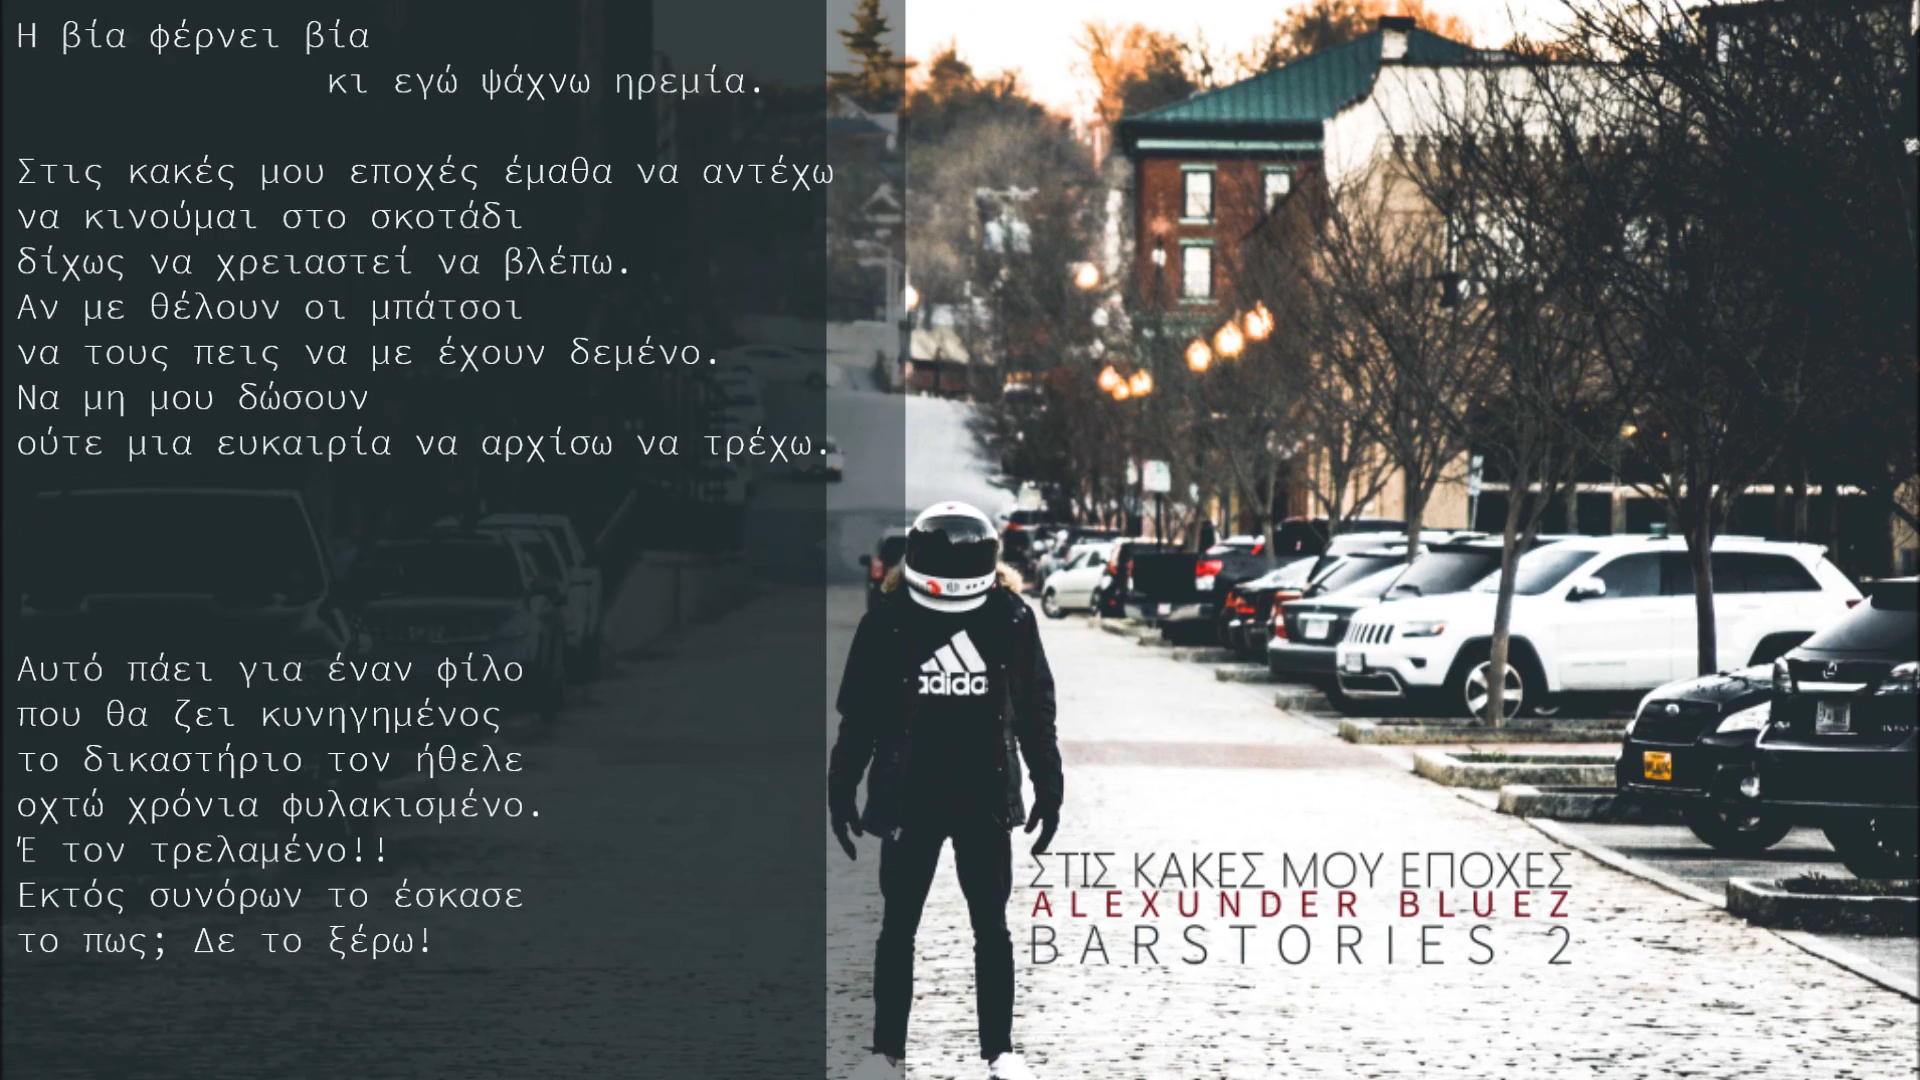 Η βία φέρνει βία
κι εγώ ψάχνω ηρεμία.
Στις κακές μου εποχές έμαθα να αντέχω
να κινούμαι στο σκοτάδι
δίχως να χρειαστεί να βλέπω.
Αν με θέλουν οι μπάτσοι
να τους πεις να με έχουν δεμένο.
Να μη μου δώσουν
ούτε μια ευκαιρία να αρχίσω να τρέχω.
Αυτό πάει για έναν φίλο
που θα ζει κυνηγημένος
το δικαστήριο τον ήθελε
οχτώ χρόνια φυλακισμένο.
Έ τον τρελαμένο!!
Εκτός συνόρων το έσκασε
το πως; Δε το ξέρω!
adidas
ΣΤΙΣ ΚΑΚΕΣ ΜΟΥ ΕΠΟΧΕΣ
ALEXUNDER BLUEZ
BARSTORIES 2